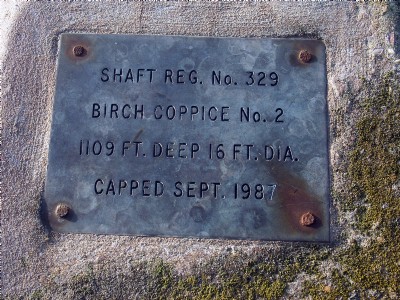 SHAFT REG. No. 329
BIRCH COPPICE No. 2
1109 FT. DEEP 16 FT. DIA.
CAPPED SEPT. 1987